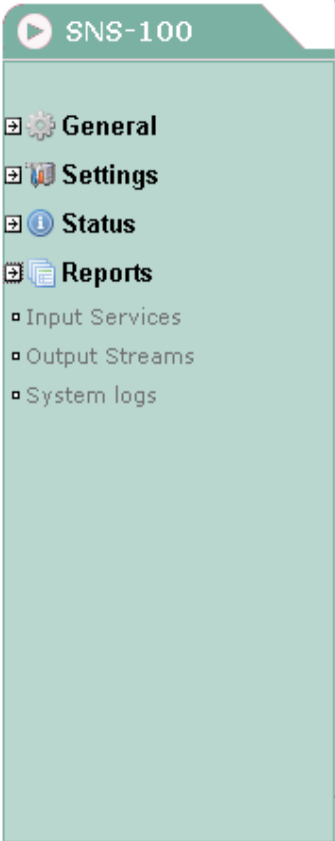 SNS-100
General
Settings
Status
Reports
Input Services
Output Streams
System logs